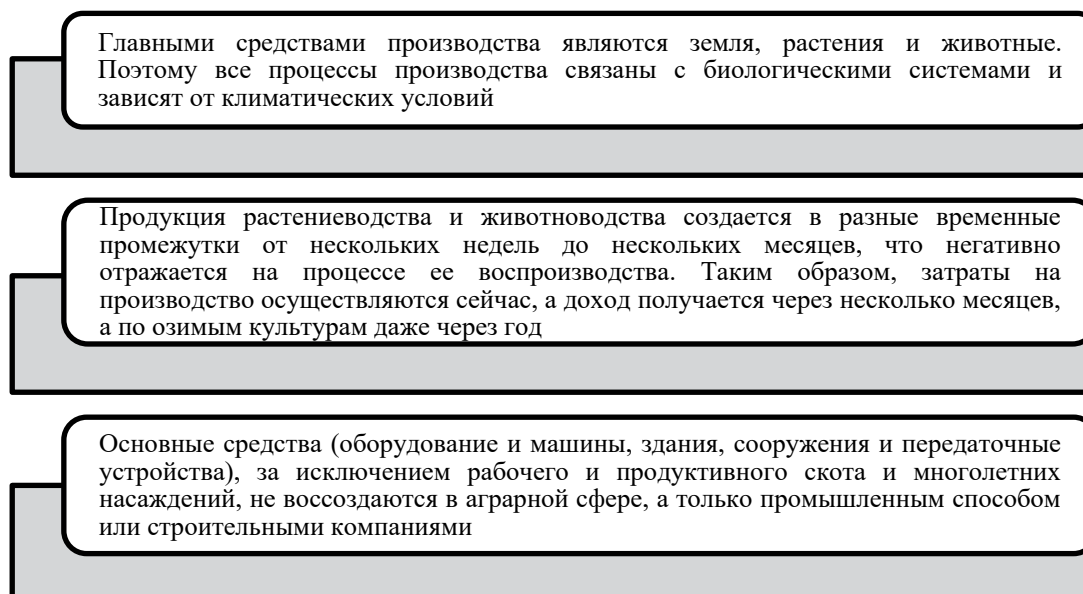 Главными средствами производства являются земля, растения и животные.
Поэтому все процессы производства связаны с биологическими системами и
зависят от климатических условий
Продукция растениеводства и животноводства создается в разные временные
промежутки от нескольких недель до нескольких месяцев, что негативно
отражается на процессе ее воспроизводства. Таким образом, затраты на
производство осуществляются сейчас, а доход получается через несколько месяцев,
а по озимым культурам даже через год
Основные средства (оборудование и машины, здания, сооружения и передаточные
устройства), за исключением рабочего и продуктивного скота и многолетних
насаждений, не воссоздаются в аграрной сфере, а только промышленным способом
или строительными компаниями